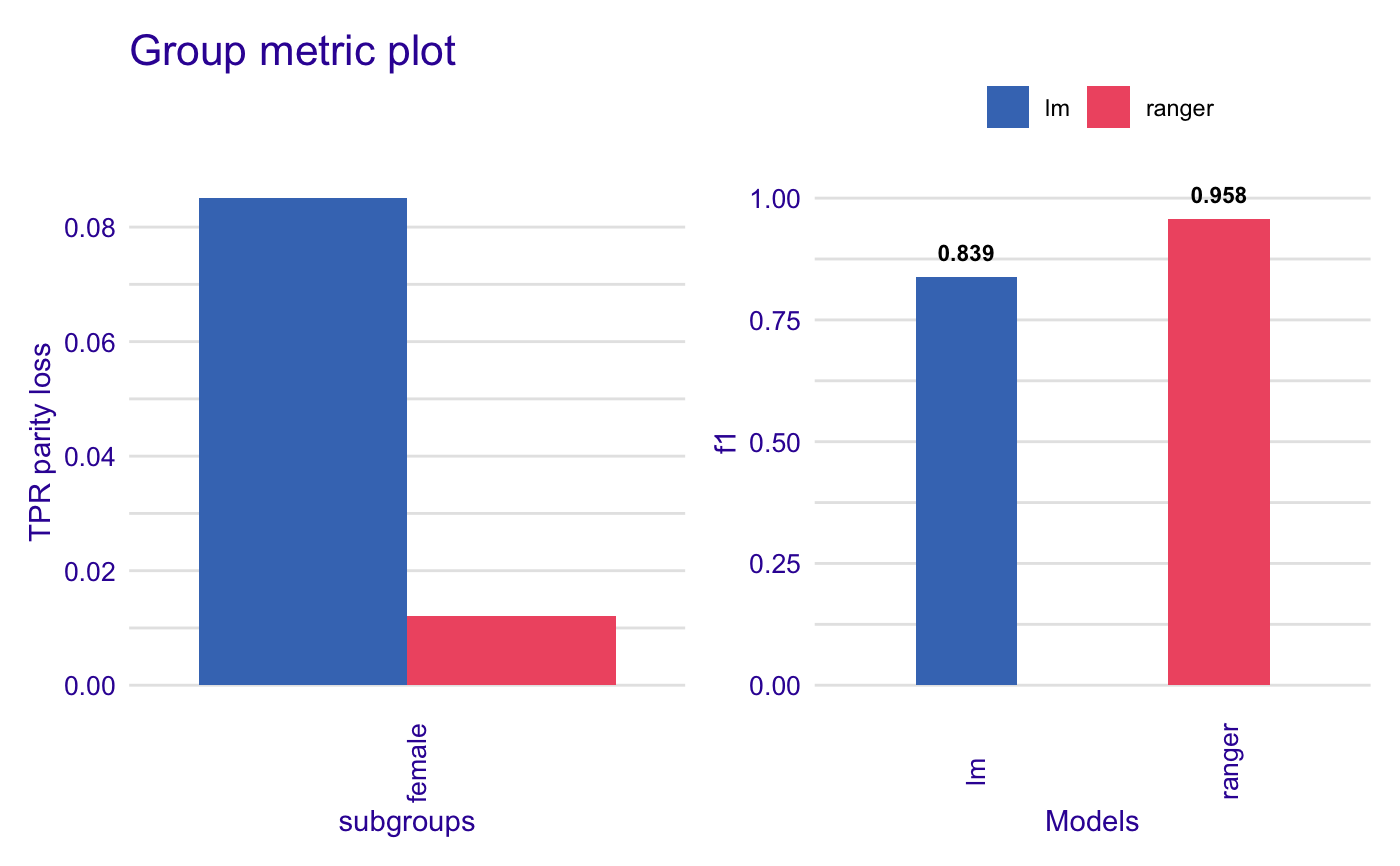 Group metric plot
lm
ranger
TPR parity loss
0.08
0.06
0.04
0.02
0.00
female
subgroups
f1
1.00
0.75
0.50
0.25
0.00
0.839
0.958
lm
ranger
Models